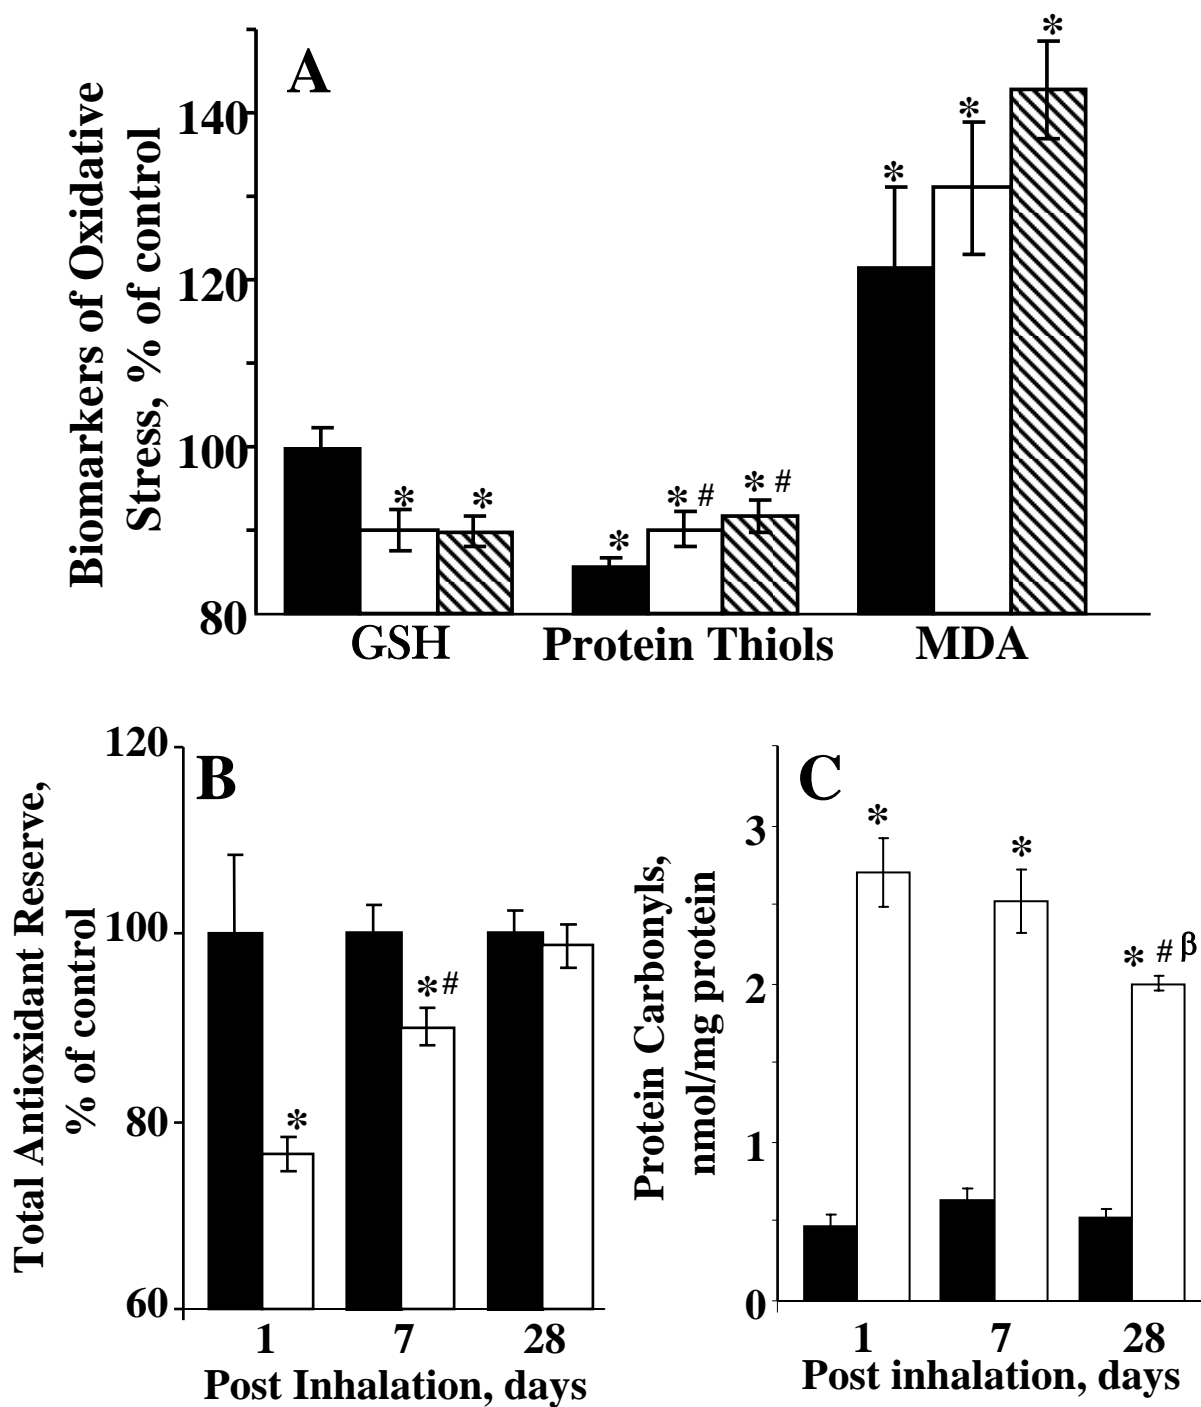 A
Biomarkers of Oxidative
Stress, % of control
140
120
100
80
*
*
*
*
* #
* #
*
*
*
GSH Protein Thiols MDA
B
Total Antioxidant Reserve,
% of control
120
100
80
60
*
*#
1 7 28
Post Inhalation, days
C
Protein Carbonyls,
nmol/mg protein
3
2
1
0
*
*
* # β
1 7 28
Post inhalation, days